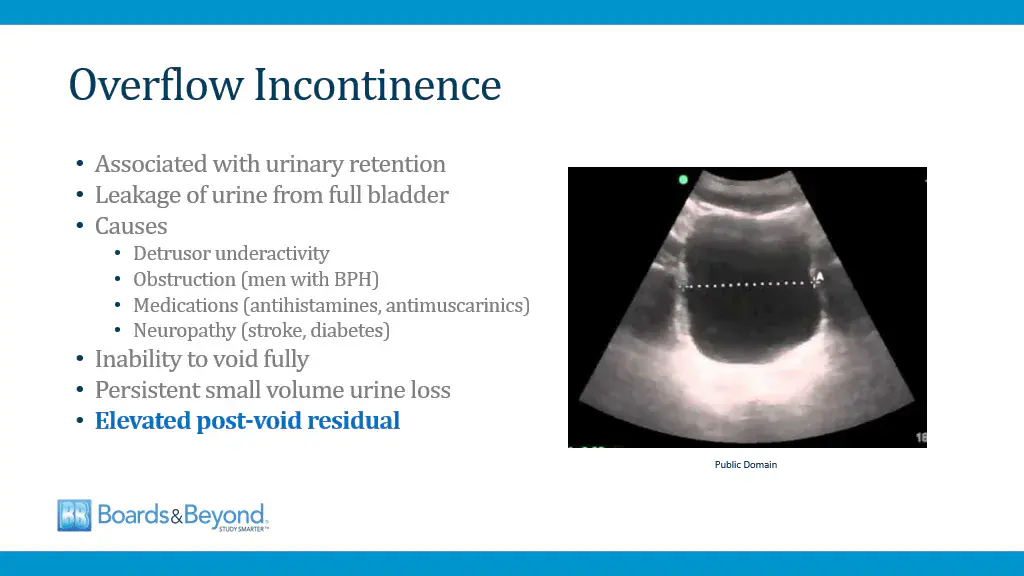 Overflow Incontinence
• Associated with urinary retention
• Leakage of urine from full bladder
• Causes
• Detrusor underactivity
• Obstruction (men with BPH)
• Medications (antihistamines, antimuscarinics)
• Neuropathy (stroke, diabetes)
• Inability to void fully
• Persistent small volume urine loss
• Elevated post-void residual
A
Public Domain
BB Boards&Beyond
STUDY SMARTER™